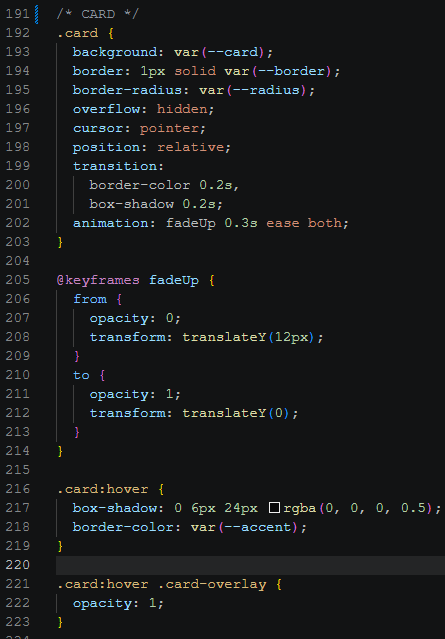 191 /* CARD */
192 .card {
193   background: var(--card);
194   border: 1px solid var(--border);
195   border-radius: var(--radius);
196   overflow: hidden;
197   cursor: pointer;
198   position: relative;
199   transition:
200     border-color 0.2s,
201     box-shadow 0.2s;
202   animation: fadeUp 0.3s ease both;
203 }
204
205 @keyframes fadeUp {
206   from {
207     opacity: 0;
208     transform: translateY(12px);
209   }
210   to {
211     opacity: 1;
212     transform: translateY(0);
213   }
214 }
215
216 .card:hover {
217   box-shadow: 0 6px 24px rgba(0, 0, 0, 0.5);
218   border-color: var(--accent);
219 }
220
221 .card:hover .card-overlay {
222   opacity: 1;
223 }